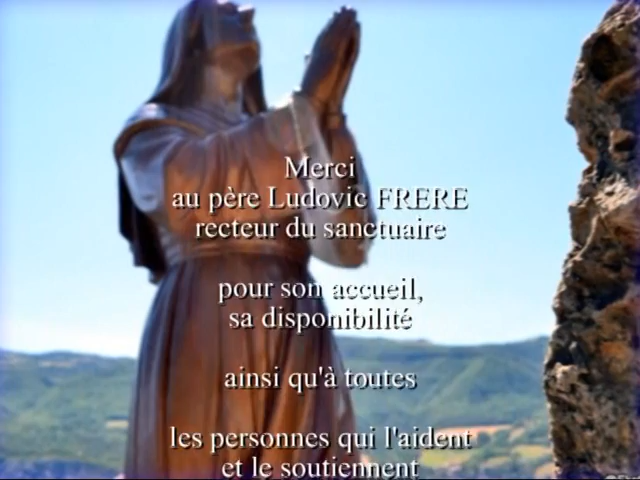 Merci
au père Ludovic FRERE
recteur du sanctuaire
pour son accueil,
sa disponibilité
ainsi qu'à toutes
les personnes qui l'aident
et le soutiennent